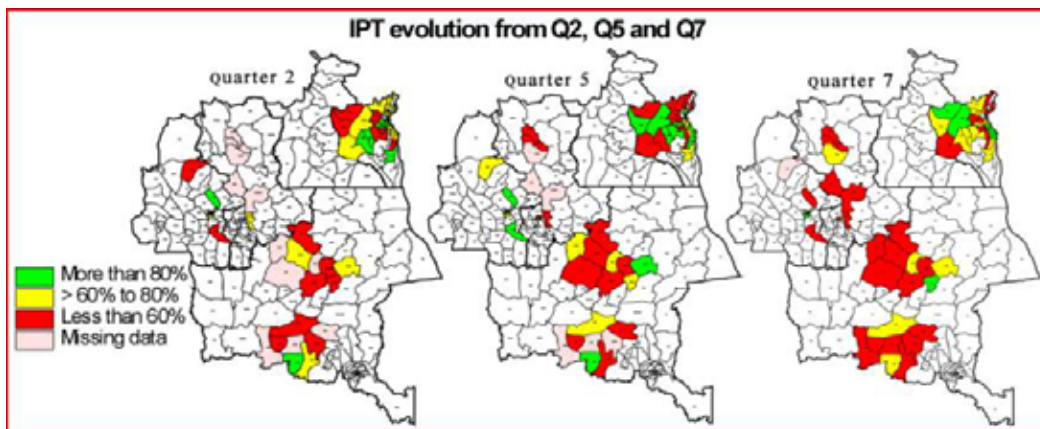 IPT evolution from Q2, Q5 and Q7
Quarter 2
Quarter 5
Quarter 7
More than 80%
> 60% to 80%
Less than 60%
Missing data